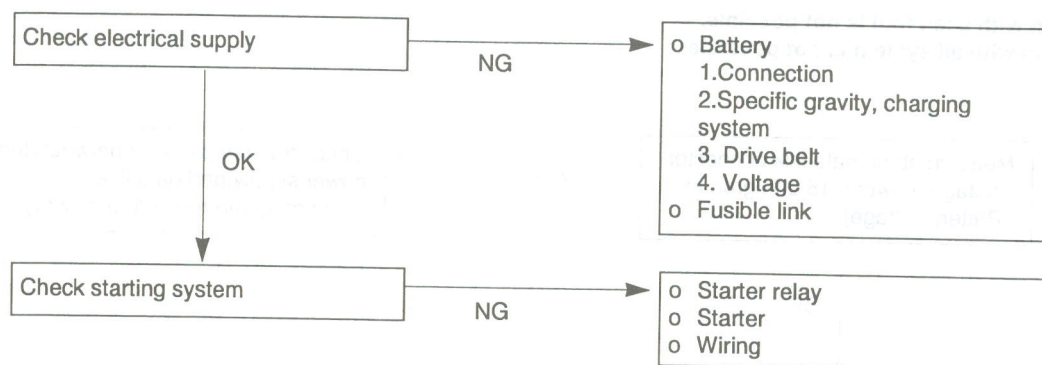 Check electrical supply
NG
o Battery
1.Connection
2.Specific gravity, charging
system
3. Drive belt
4. Voltage
o Fusible link
OK
Check starting system
NG
o Starter relay
o Starter
o Wiring